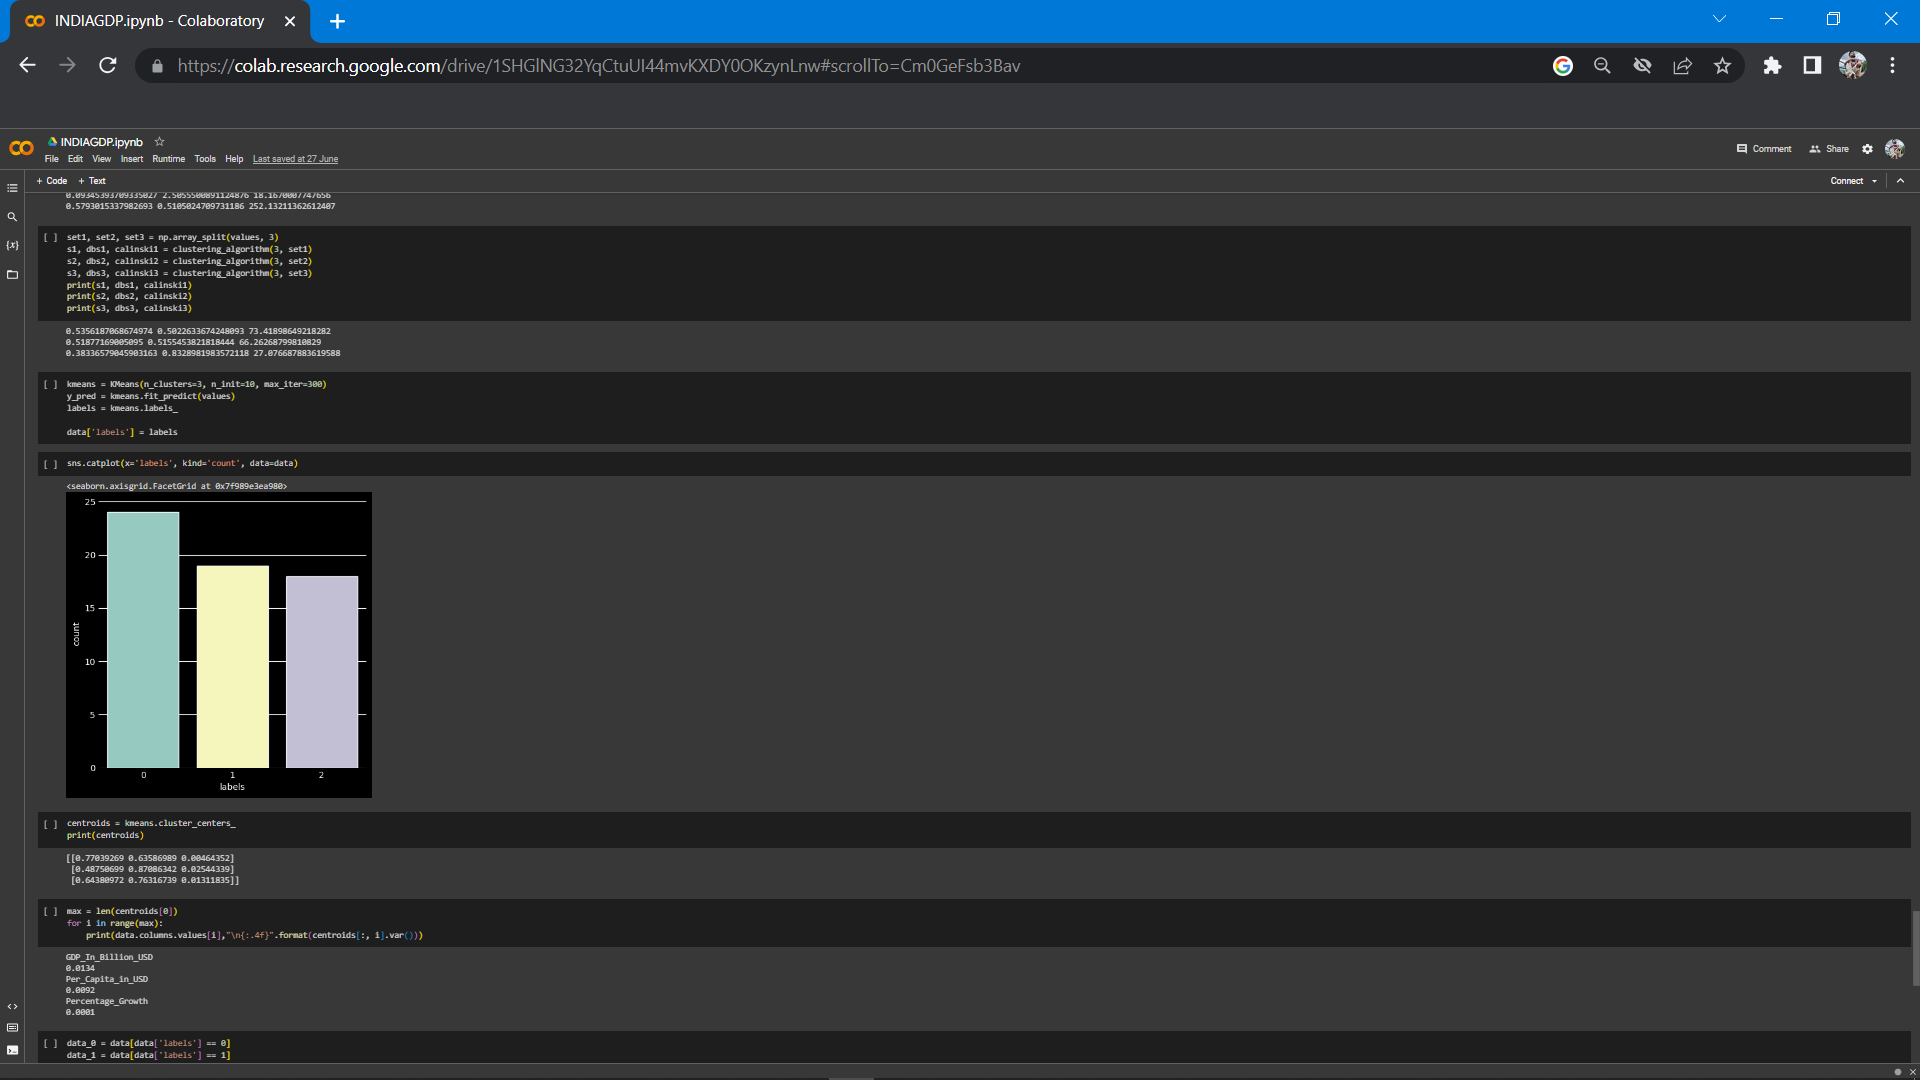 INDIAGDP.ipynb - Colaboratory
https://colab.research.google.com/drive/1SHGlNG32YqCtuUI44mvKXDY0OKzynLnw#scrollTo=Cm0GeFsb3Bav
INDIAGDP.ipynb
File Edit View Insert Runtime Tools Help Last saved at 27 June
Comment Share
+ Code + Text
Connect
0.09345393709335027 2.5055500891124876 18.1670007747656
0.5793015337982693 0.5105024709731186 252.13211362612407
[ ] set1, set2, set3 = np.array_split(values, 3)
s1, dbs1, calinski1 = clustering_algorithm(3, set1)
s2, dbs2, calinski2 = clustering_algorithm(3, set2)
s3, dbs3, calinski3 = clustering_algorithm(3, set3)
print(s1, dbs1, calinski1)
print(s2, dbs2, calinski2)
print(s3, dbs3, calinski3)
0.5356187068674974 0.5022633674248093 73.41898649218282
0.51877169005095 0.5155453821818444 66.26268799810829
0.38336579045903163 0.8328981983572118 27.076687883619588
[ ] kmeans = KMeans(n_clusters=3, n_init=10, max_iter=300)
y_pred = kmeans.fit_predict(values)
labels = kmeans.labels_
data['labels'] = labels
[ ] sns.catplot(x='labels', kind='count', data=data)
<seaborn.axisgrid.FacetGrid at 0x7f989e3ea980>
25
20
15
10
5
0
count
0 1 2
labels
[ ] centroids = kmeans.cluster_centers_
print(centroids)
[[0.77039269 0.63586989 0.00464352]
[0.48750699 0.87086342 0.02544339]
[0.64380972 0.76316739 0.01311835]]
[ ] max = len(centroids[0])
for i in range(max):
print(data.columns.values[i],"\n{:.4f}".format(centroids[:, i].var()))
GDP_In_Billion_USD
0.0134
Per_Capita_in_USD
0.0092
Percentage_Growth
0.0001
[ ] data_0 = data[data['labels'] == 0]
data_1 = data[data['labels'] == 1]